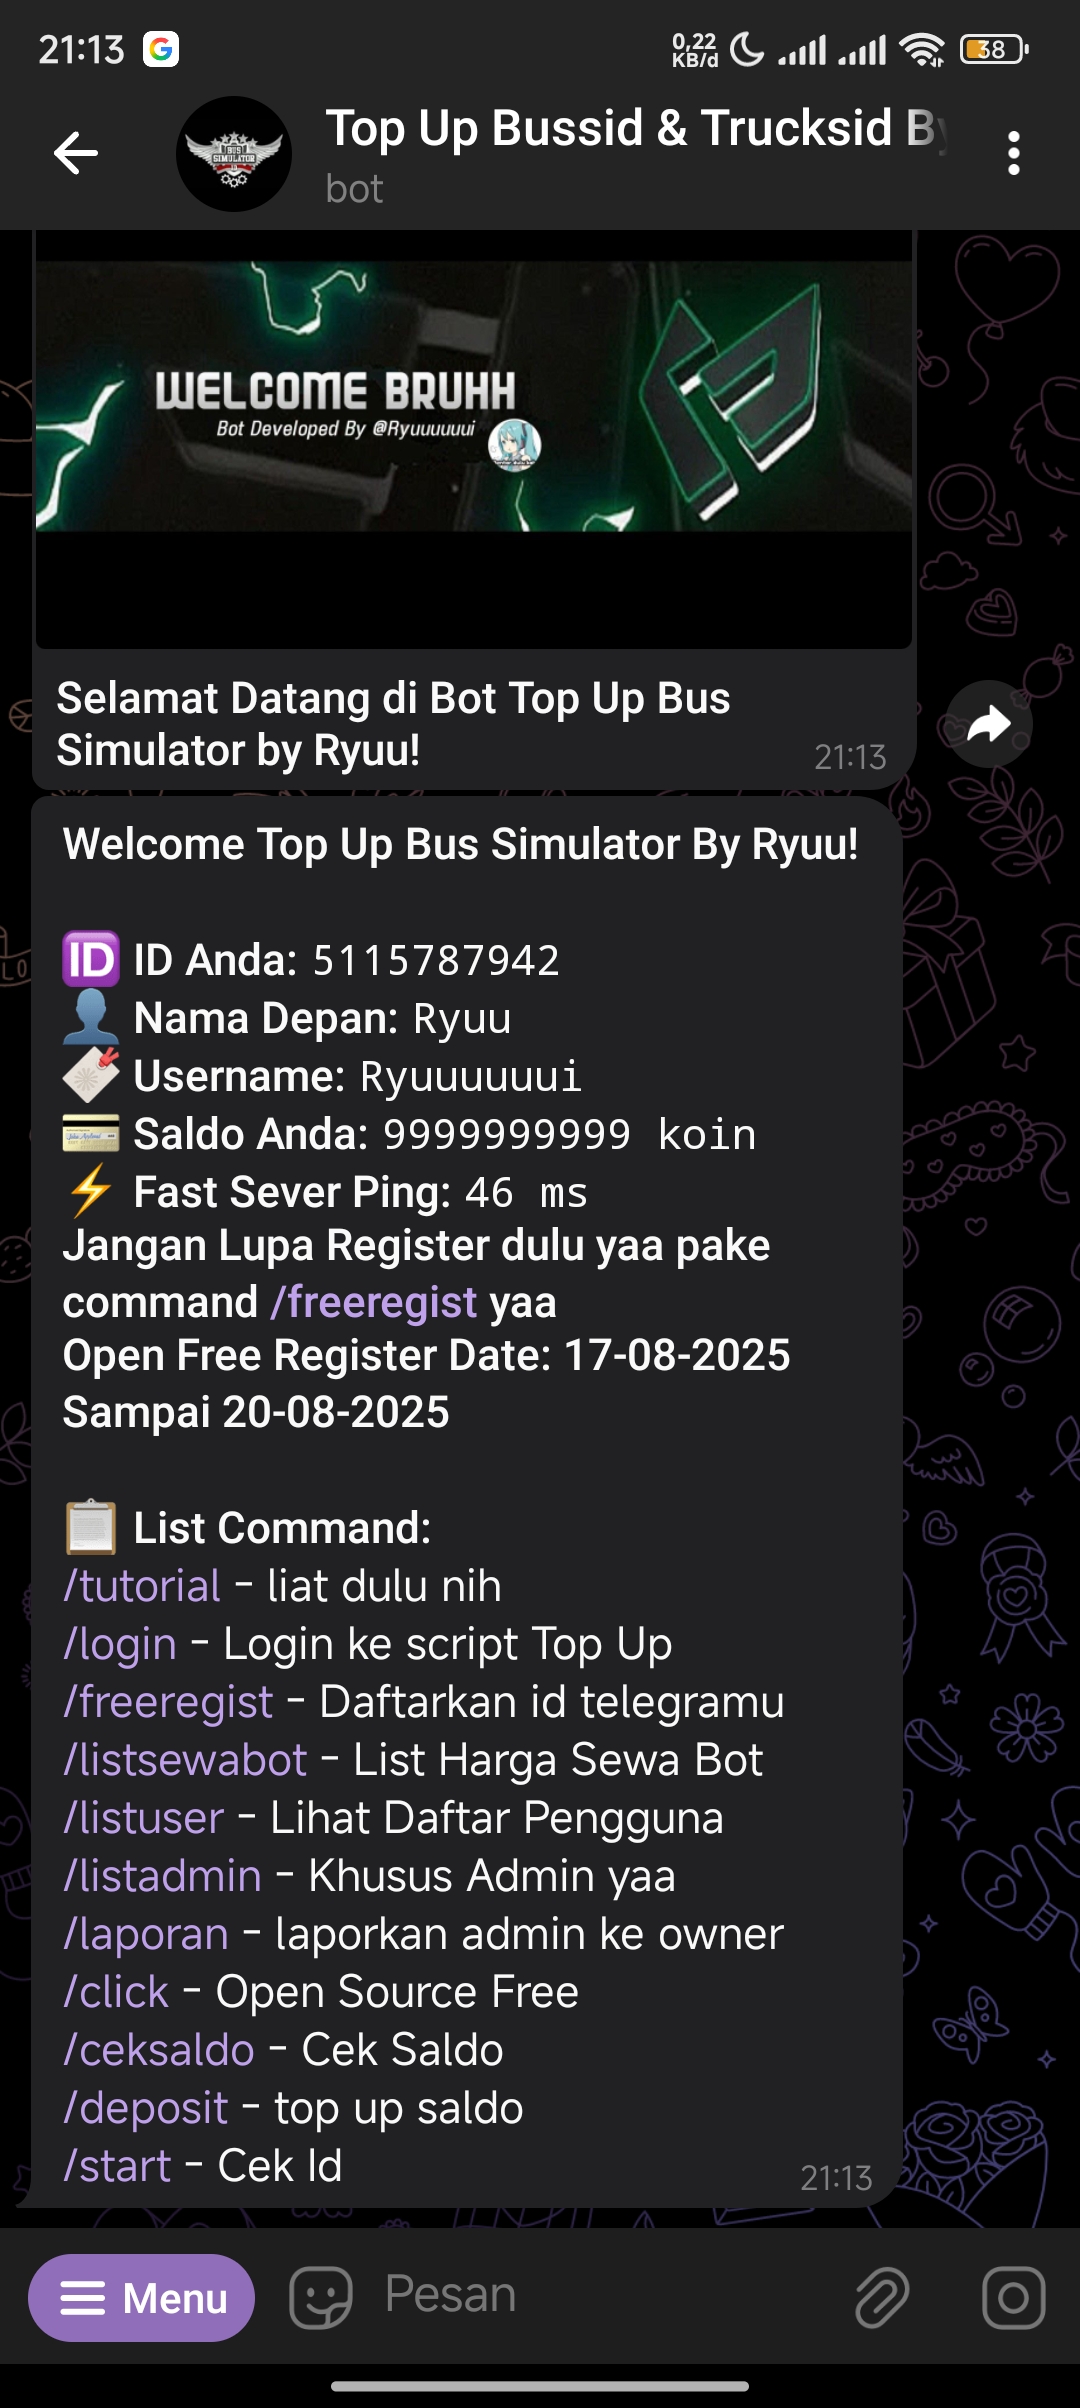 21:13
0,22
KB/d
38
Top Up Bussid & Trucksid B
bot
BUS
SIMULATOR
WELCOME BRUHH
Bot Developed By @Ryuuuuuui
Selamat Datang di Bot Top Up Bus
Simulator by Ryuu!
21:13
Welcome Top Up Bus Simulator By Ryuu!
ID ID Anda: 5115787942
Nama Depan: Ryuu
Username: Ryuuuuuui
Saldo Anda: 9999999999 koin
Fast Sever Ping: 46 ms
Jangan Lupa Register dulu yaa pake
command /freeregist yaa
Open Free Register Date: 17-08-2025
Sampai 20-08-2025
List Command:
/tutorial - liat dulu nih
/login - Login ke script Top Up
/freeregist - Daftarkan id telegramu
/listsewabot - List Harga Sewa Bot
/listuser - Lihat Daftar Pengguna
/listadmin - Khusus Admin yaa
/laporan - laporkan admin ke owner
/click - Open Source Free
/ceksaldo - Cek Saldo
/deposit - top up saldo
/start - Cek Id
21:13
Menu
Pesan